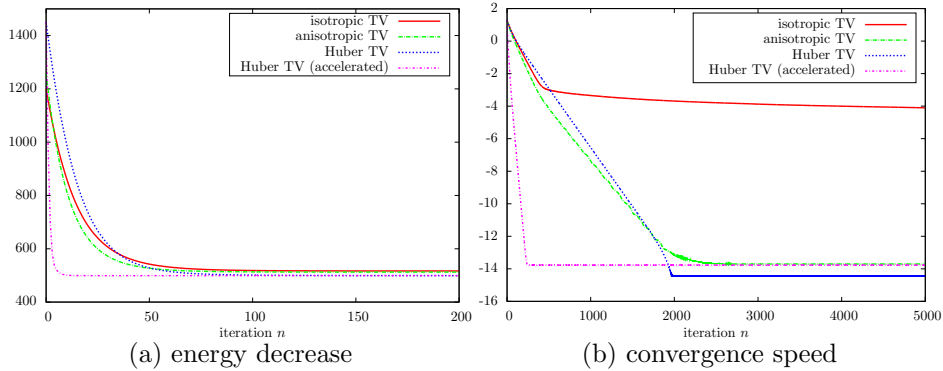 1400
1200
1000
800
600
400
0
50
100
150
200
iteration n
isotropic TV
anisotropic TV
Huber TV
Huber TV (accelerated)
(a) energy decrease
2
0
-2
-4
-6
-8
-10
-12
-14
-16
0
1000
2000
3000
4000
5000
iteration n
isotropic TV
anisotropic TV
Huber TV
Huber TV (accelerated)
(b) convergence speed